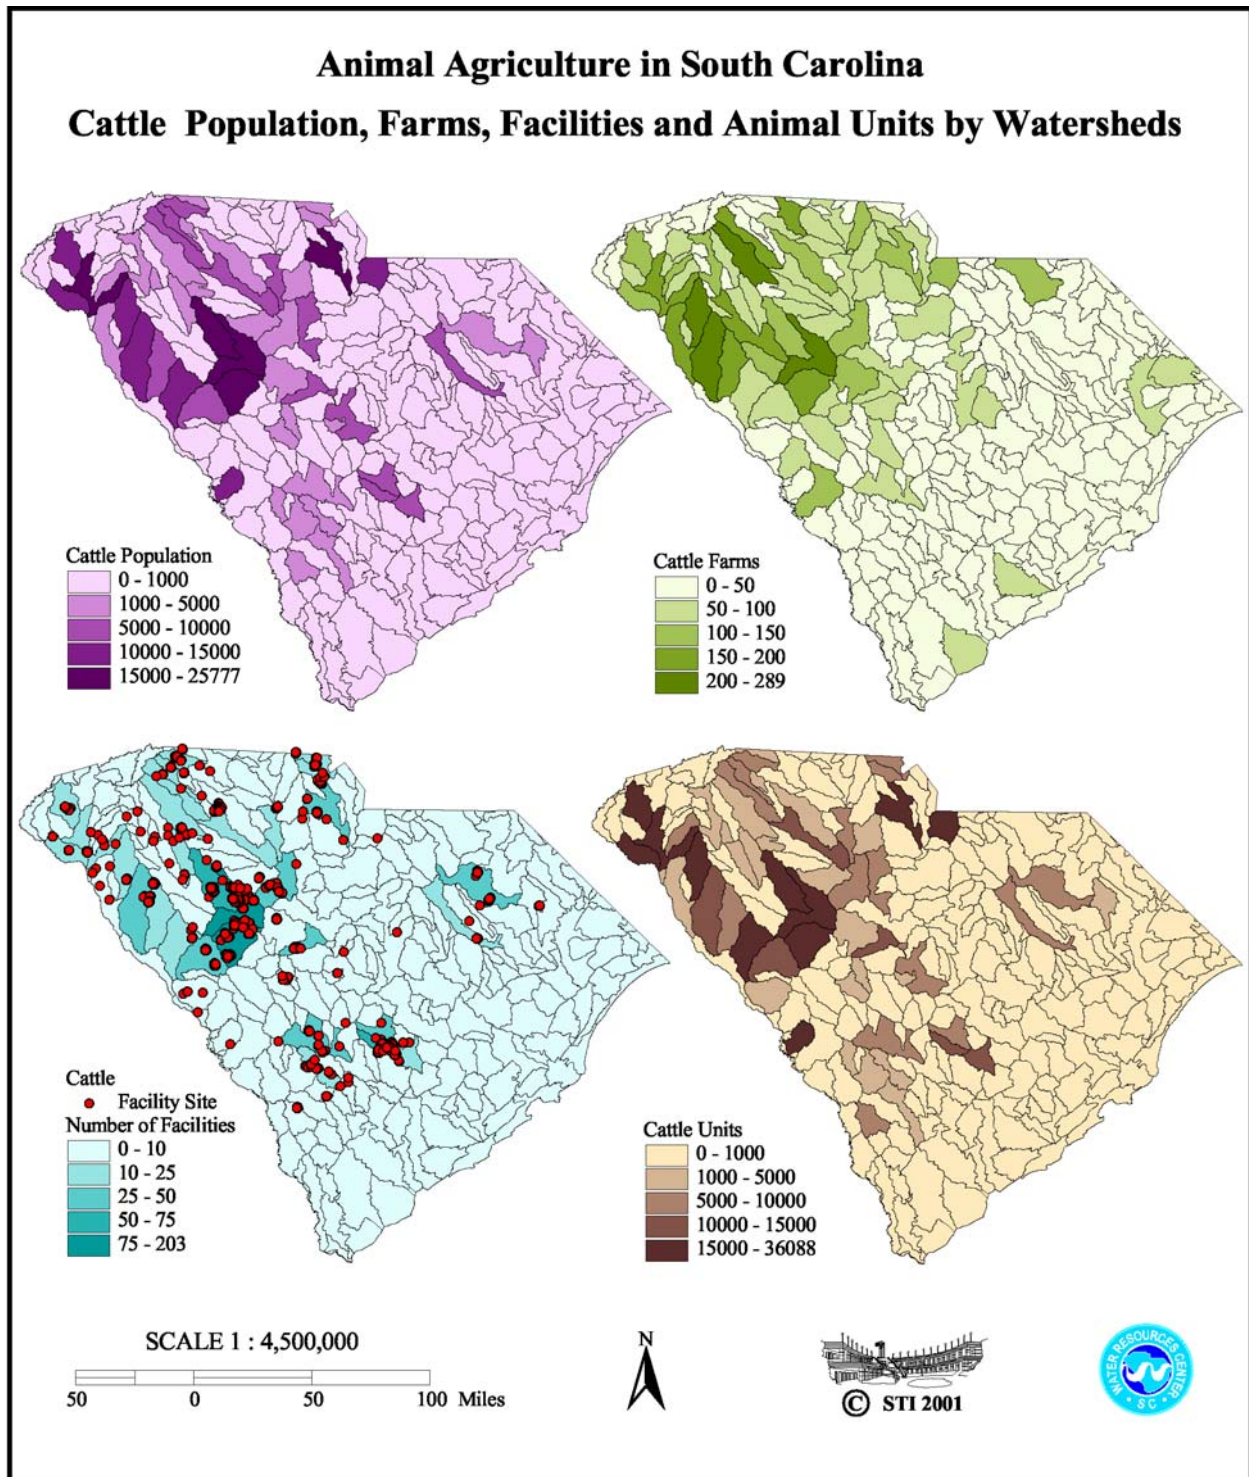 Animal Agriculture in South Carolina
Cattle Population, Farms, Facilities and Animal Units by Watersheds
Cattle Population
0 - 1000
1000 - 5000
5000 - 10000
10000 - 15000
15000 - 25777
Cattle Farms
0 - 50
50 - 100
100 - 150
150 - 200
200 - 289
Cattle
Facility Site
Number of Facilities
0 - 10
10 - 25
25 - 50
50 - 75
75 - 203
Cattle Units
0 - 1000
1000 - 5000
5000 - 10000
10000 - 15000
15000 - 36088
SCALE 1 : 4,500,000
50 0 50 100 Miles
N
© STI 2001
WATER RESOURCES CENTER
· SC ·